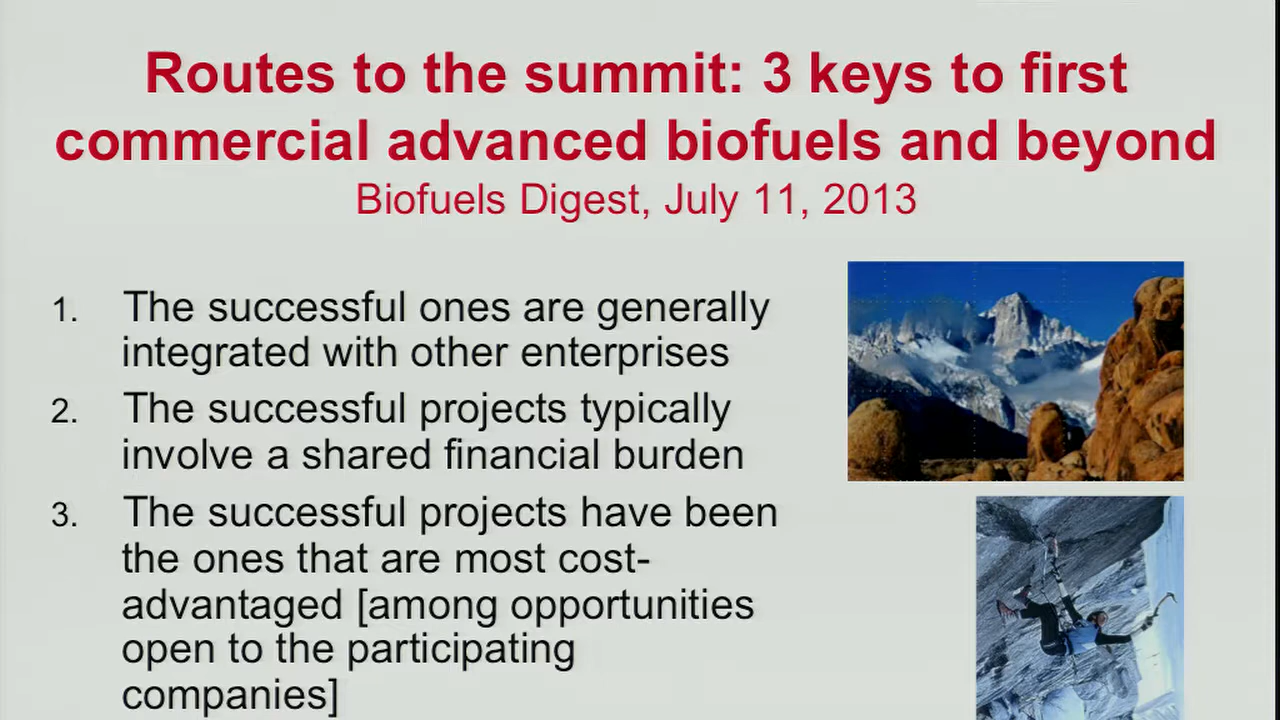 Routes to the summit: 3 keys to first
commercial advanced biofuels and beyond
Biofuels Digest, July 11, 2013
1. The successful ones are generally
integrated with other enterprises
2. The successful projects typically
involve a shared financial burden
3. The successful projects have been
the ones that are most cost-
advantaged [among opportunities
open to the participating
companies]